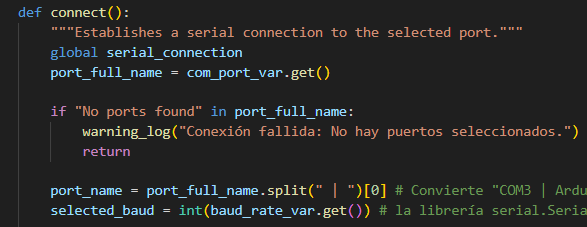 def connect():
"""Establishes a serial connection to the selected port."""
global serial_connection
port_full_name = com_port_var.get()
if "No ports found" in port_full_name:
warning_log("Conexión fallida: No hay puertos seleccionados.")
return
port_name = port_full_name.split(" | ")[0] # Convierte "COM3 | Ardu
selected_baud = int(baud_rate_var.get()) # la librería serial.Seria